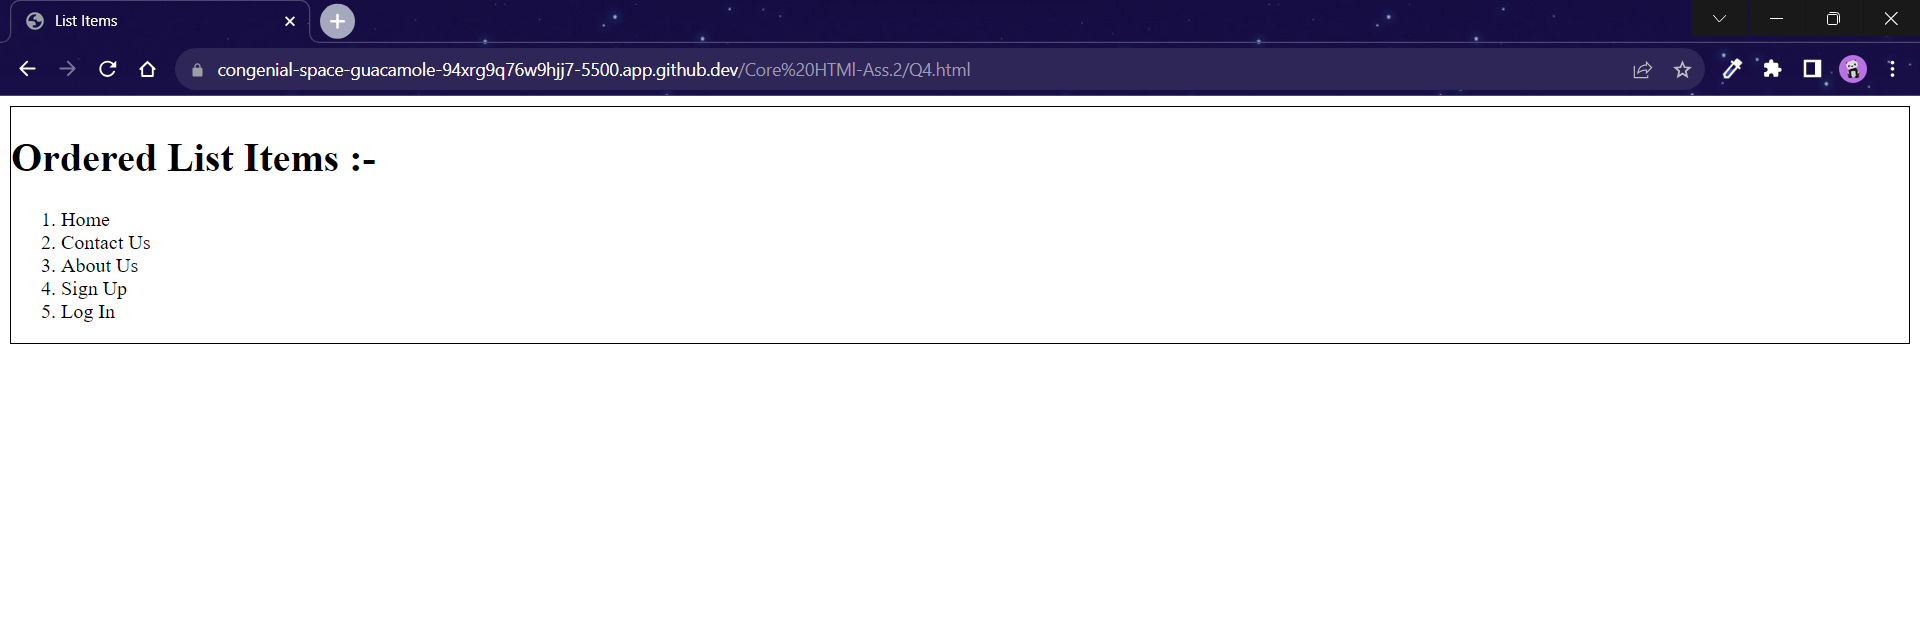 List Items
congenial-space-guacamole-94xrg9q76w9hjj7-5500.app.github.dev/Core%20HTMl-Ass.2/Q4.html
Ordered List Items :-
1. Home
2. Contact Us
3. About Us
4. Sign Up
5. Log In